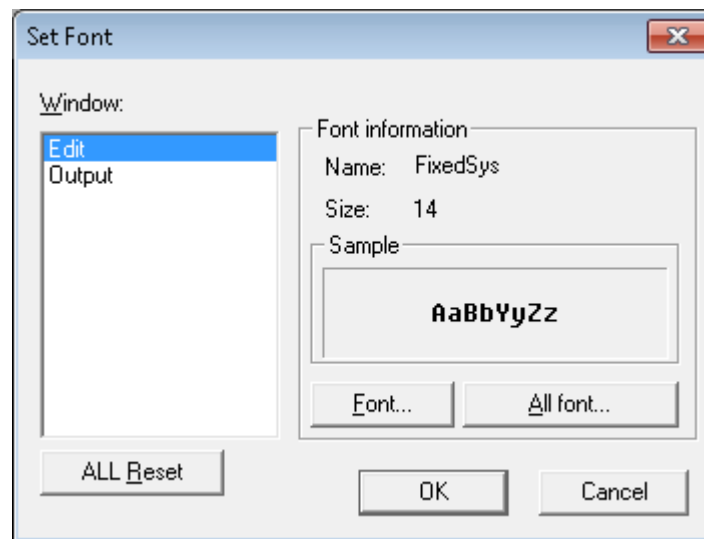 Set Font
Window:
Edit
Output
Font information
Name: FixedSys
Size: 14
Sample
AaBbYyZz
Font... All font...
ALL Reset
OK Cancel